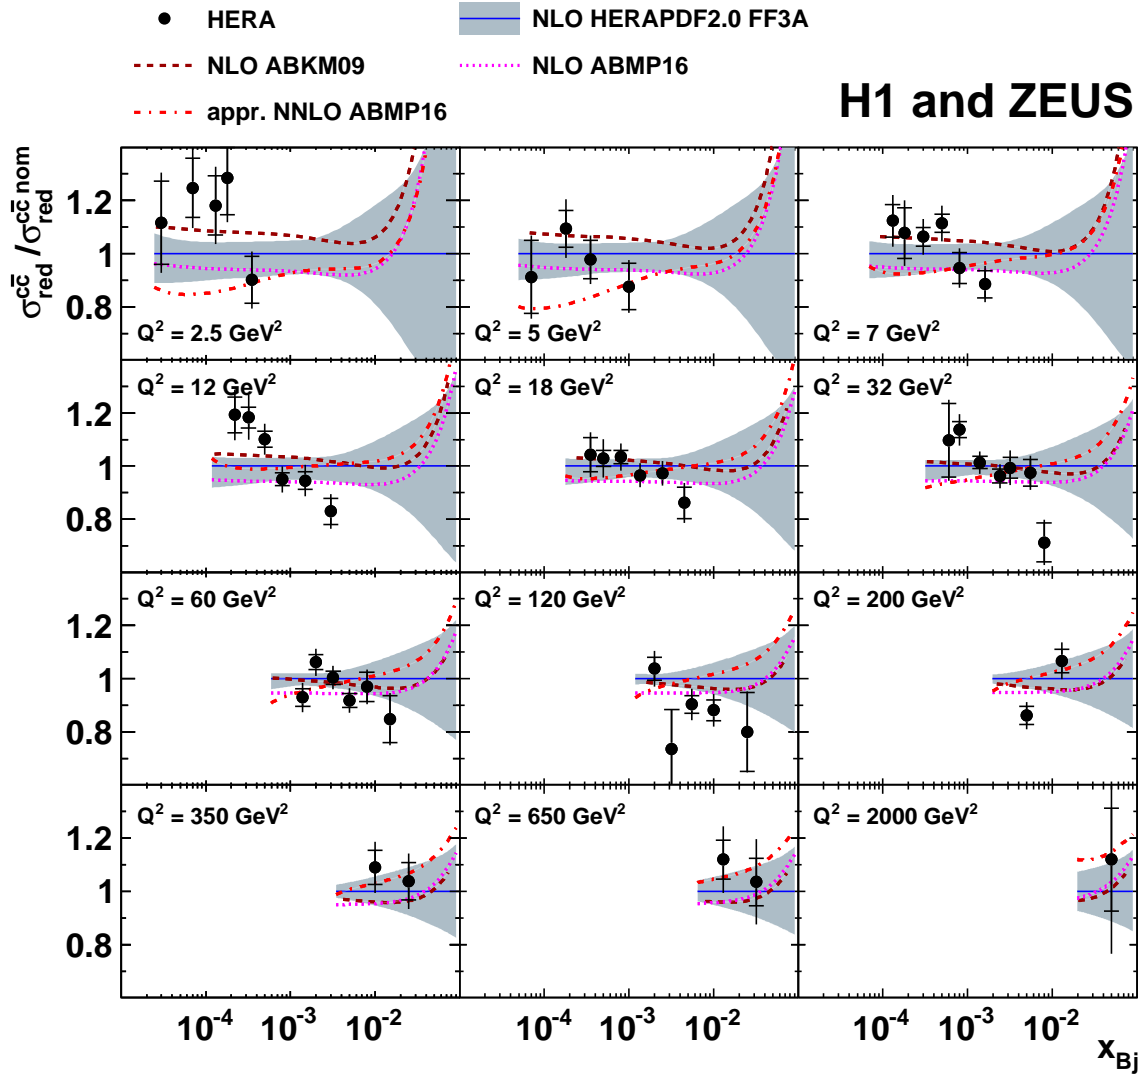 HERA
NLO HERAPDF2.0 FF3A
NLO ABKM09
NLO ABMP16
appr. NNLO ABMP16
H1 and ZEUS
σ_red^{cc̄} / σ_red^{cc̄ nom}
1.2
1
0.8
Q² = 2.5 GeV²
Q² = 5 GeV²
Q² = 7 GeV²
Q² = 12 GeV²
Q² = 18 GeV²
Q² = 32 GeV²
1.2
1
0.8
Q² = 60 GeV²
Q² = 120 GeV²
Q² = 200 GeV²
1.2
1
0.8
Q² = 350 GeV²
Q² = 650 GeV²
Q² = 2000 GeV²
1.2
1
0.8
10⁻⁴ 10⁻³ 10⁻² 10⁻⁴ 10⁻³ 10⁻² 10⁻⁴ 10⁻³ 10⁻²
x_Bj